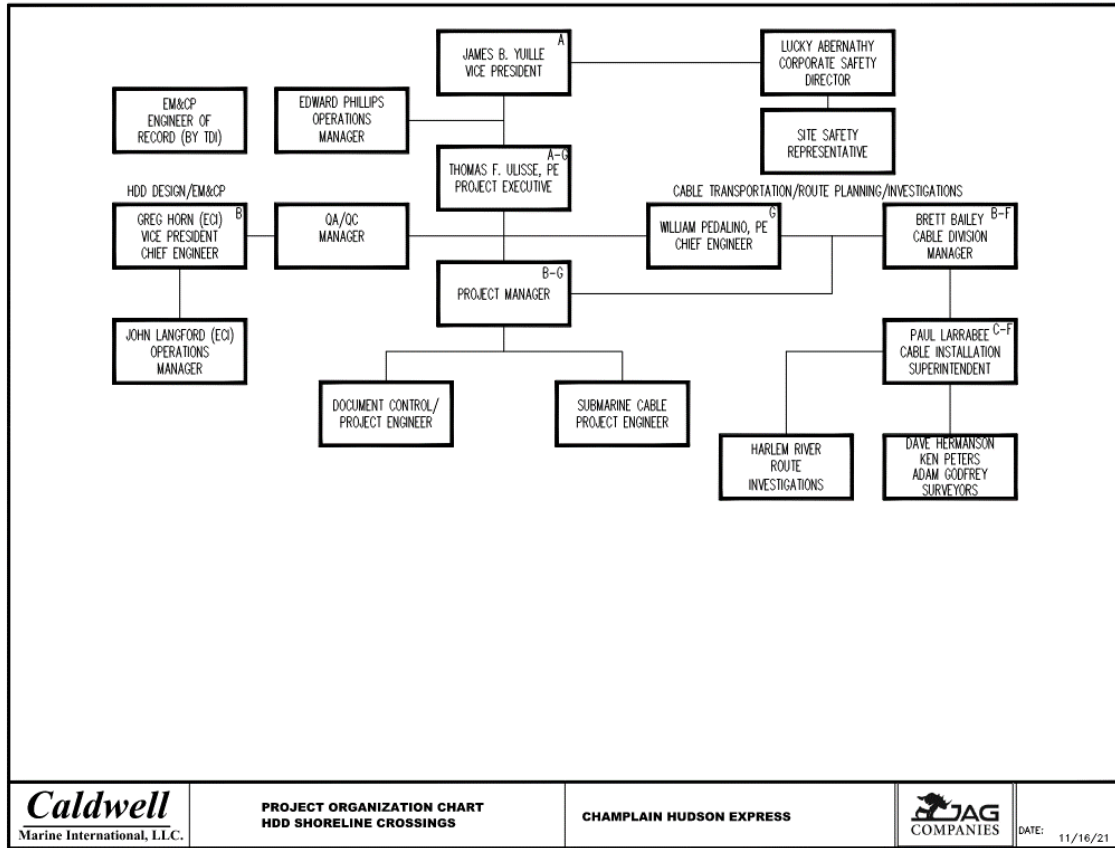 A
JAMES B. YUILLE
VICE PRESIDENT
LUCKY ABERNATHY
CORPORATE SAFETY
DIRECTOR
EM&CP
ENGINEER OF
RECORD (BY TDI)
EDWARD PHILLIPS
OPERATIONS
MANAGER
SITE SAFETY
REPRESENTATIVE
A-G
THOMAS F. ULISSE, PE
PROJECT EXECUTIVE
HDD DESIGN/EM&CP
CABLE TRANSPORTATION/ROUTE PLANNING/INVESTIGATIONS
B
GREG HORN (ECI)
VICE PRESIDENT
CHIEF ENGINEER
QA/QC
MANAGER
G
WILLIAM PEDALINO, PE
CHIEF ENGINEER
B-F
BRETT BAILEY
CABLE DIVISION
MANAGER
B-G
PROJECT MANAGER
JOHN LANGFORD (ECI)
OPERATIONS
MANAGER
C-F
PAUL LARRABEE
CABLE INSTALLATION
SUPERINTENDENT
DOCUMENT CONTROL/
PROJECT ENGINEER
SUBMARINE CABLE
PROJECT ENGINEER
HARLEM RIVER
ROUTE
INVESTIGATIONS
DAVE HERMANSON
KEN PETERS
ADAM GODFREY
SURVEYORS
Caldwell
Marine International, LLC.
PROJECT ORGANIZATION CHART
HDD SHORELINE CROSSINGS
CHAMPLAIN HUDSON EXPRESS
JAG
COMPANIES
DATE: 11/16/21